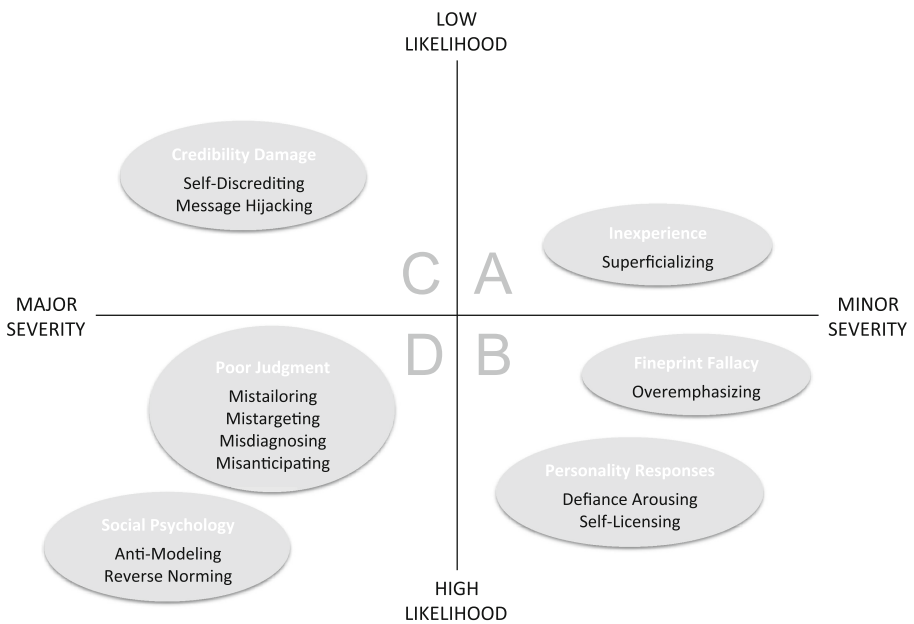 LOW
LIKELIHOOD
Credibility Damage
Self-Discrediting
Message Hijacking
Inexperience
Superficializing
C A
MAJOR
SEVERITY
MINOR
SEVERITY
D B
Poor Judgment
Mistailoring
Mistargeting
Misdiagnosing
Misanticipating
Fineprint Fallacy
Overemphasizing
Personality Responses
Defiance Arousing
Self-Licensing
Social Psychology
Anti-Modeling
Reverse Norming
HIGH
LIKELIHOOD